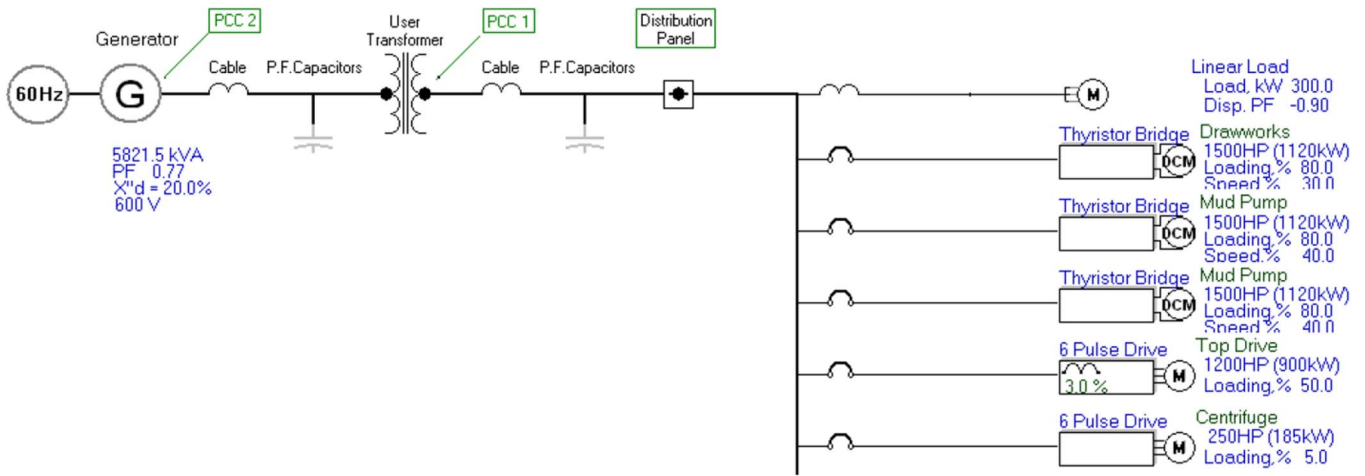 PCC 2
User
Transformer
PCC 1
Distribution
Panel
Generator
Cable
P.F.Capacitors
Cable
P.F.Capacitors
60Hz
G
5821.5 kVA
PF 0.77
X"d = 20.0%
600 V
M
Linear Load
Load, kW 300.0
Disp. PF -0.90
Thyristor Bridge
DCM
Drawworks
1500HP (1120kW)
Loading,% 80.0
Speed,% 30.0
Thyristor Bridge
DCM
Mud Pump
1500HP (1120kW)
Loading,% 80.0
Speed,% 40.0
Thyristor Bridge
DCM
Mud Pump
1500HP (1120kW)
Loading,% 80.0
Speed,% 40.0
6 Pulse Drive
3.0 %
M
Top Drive
1200HP (900kW)
Loading,% 50.0
6 Pulse Drive
M
Centrifuge
250HP (185kW)
Loading,% 5.0